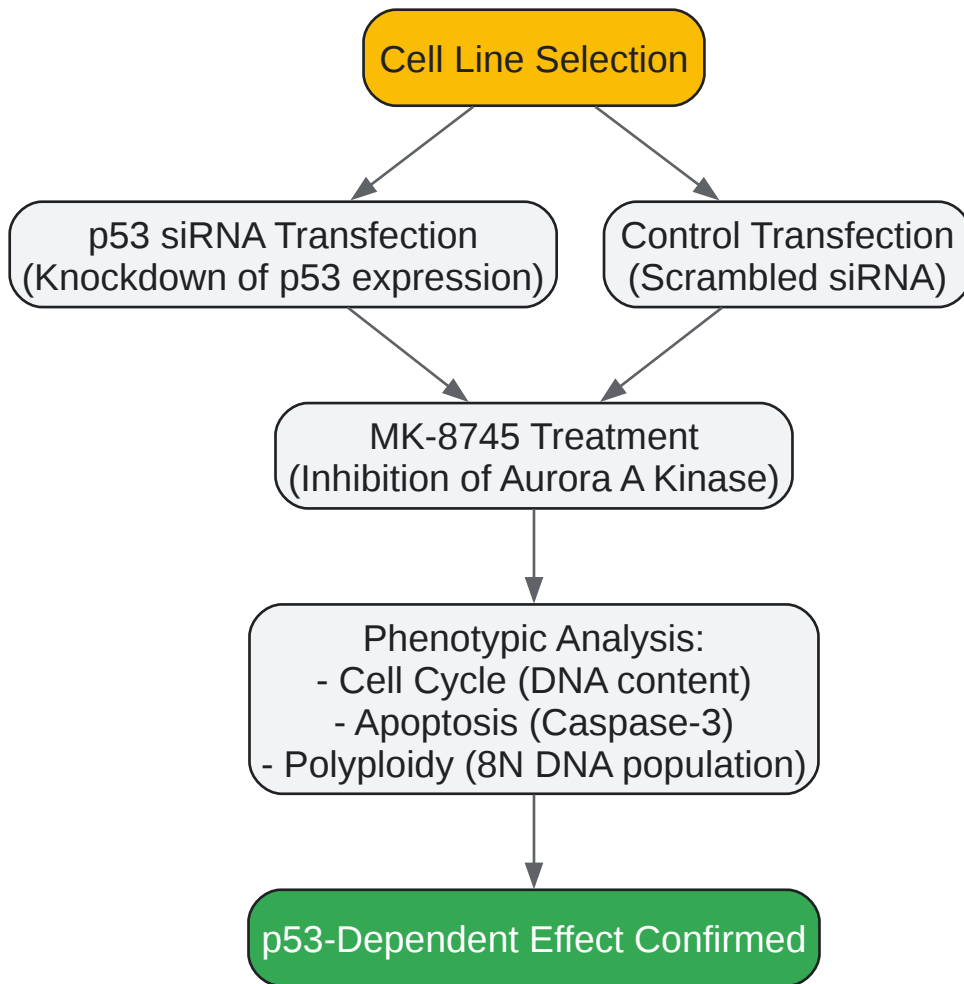 Cell Line Selection
p53 siRNA Transfection
(Knockdown of p53 expression)
Control Transfection
(Scrambled siRNA)
MK-8745 Treatment
(Inhibition of Aurora A Kinase)
Phenotypic Analysis:
- Cell Cycle (DNA content)
- Apoptosis (Caspase-3)
- Polyploidy (8N DNA population)
p53-Dependent Effect Confirmed